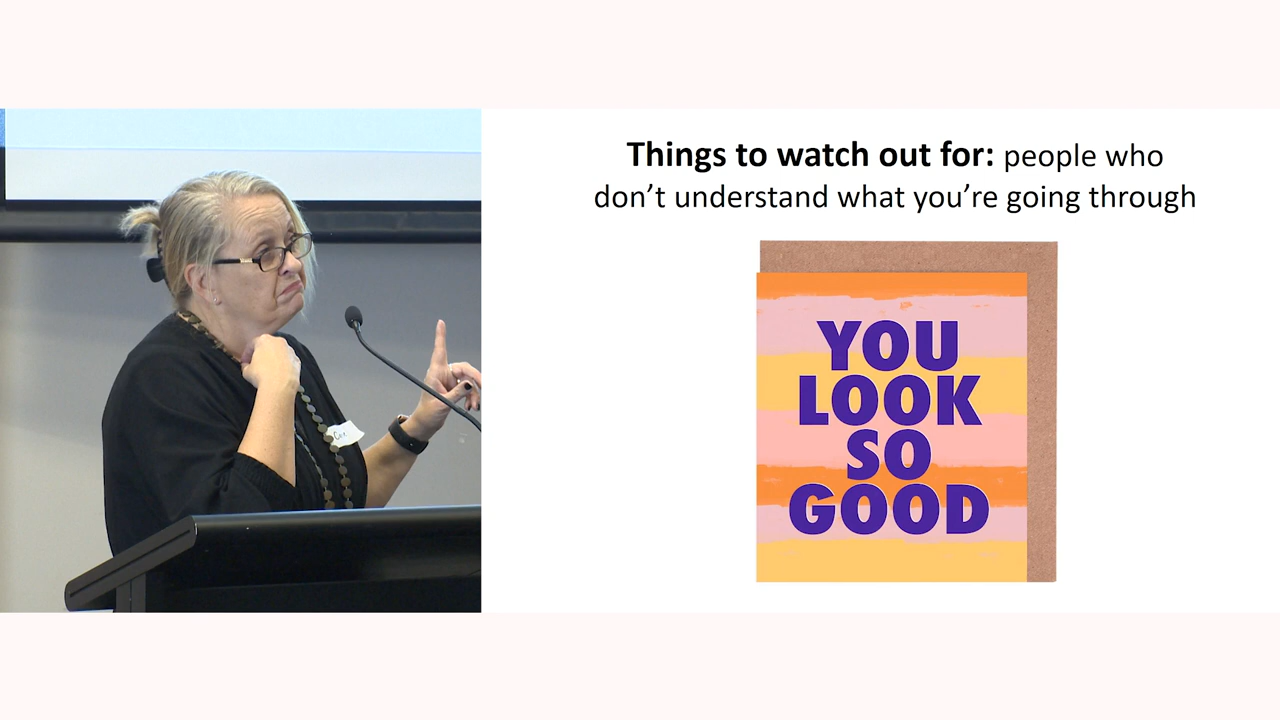 Things to watch out for: people who
don’t understand what you’re going through
YOU
LOOK
SO
GOOD